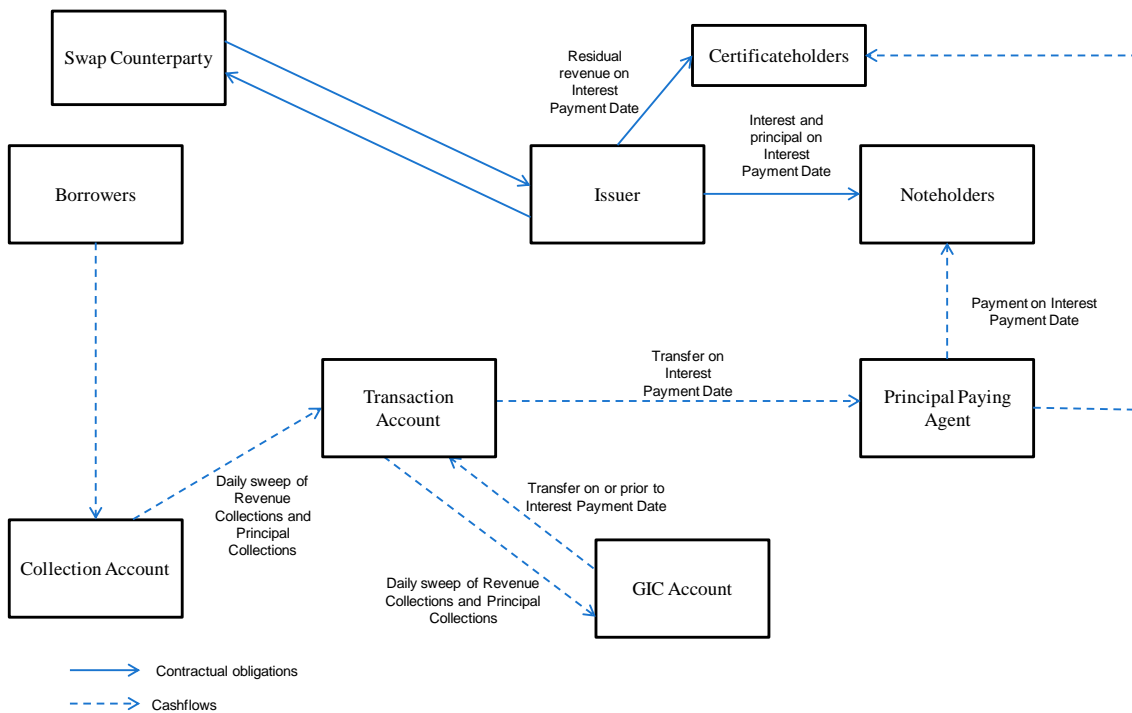 Swap Counterparty
Residual
revenue on
Interest
Payment Date
Certificateholders
Interest and
principal on
Interest
Payment Date
Borrowers
Issuer
Noteholders
Payment on Interest
Payment Date
Transfer on
Interest
Payment Date
Transaction
Account
Principal Paying
Agent
Daily sweep of
Revenue
Collections and
Principal
Collections
Transfer on or prior to
Interest Payment Date
Collection Account
Daily sweep of Revenue
Collections and Principal
Collections
GIC Account
Contractual obligations
Cashflows